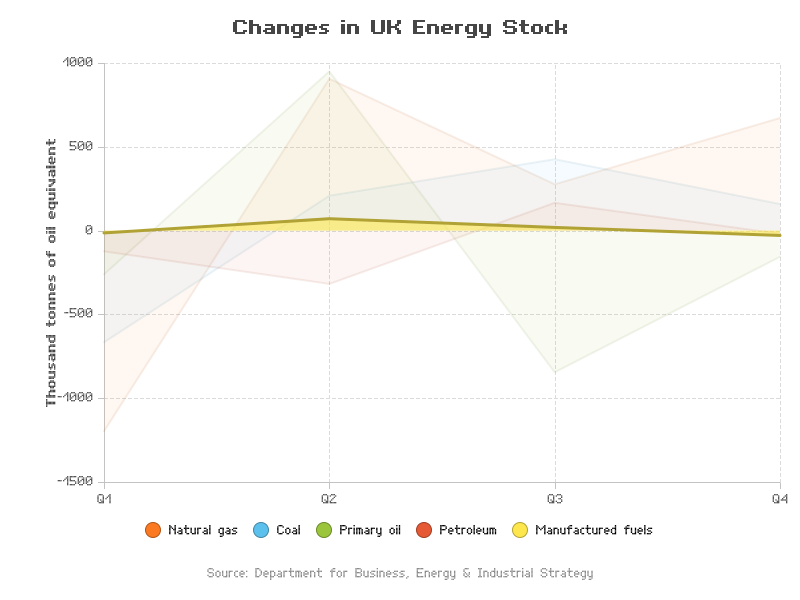 Changes in UK Energy Stock
Thousand tonnes of oil equivalent
1000
500
0
-500
-1000
-1500
Q1 Q2 Q3 Q4
Natural gas Coal Primary oil Petroleum Manufactured fuels
Source: Department for Business, Energy & Industrial Strategy